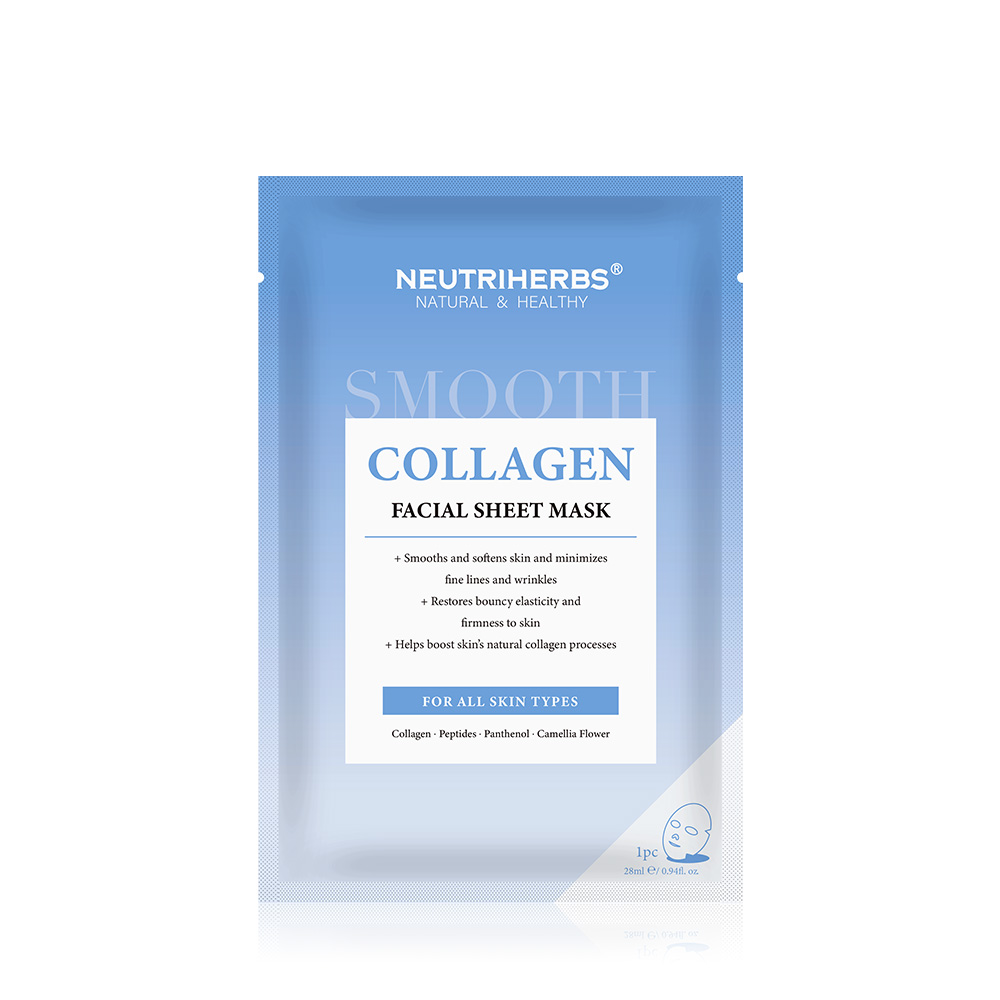 NEUTRIHERBS®
NATURAL & HEALTHY
SMOOTH
COLLAGEN
FACIAL SHEET MASK
+ Smooths and softens skin and minimizes
fine lines and wrinkles
+ Restores bouncy elasticity and
firmness to skin
+ Helps boost skin's natural collagen processes
FOR ALL SKIN TYPES
Collagen · Peptides · Panthenol · Camellia Flower
1pc
28ml ℮/ 0.94fl. oz.